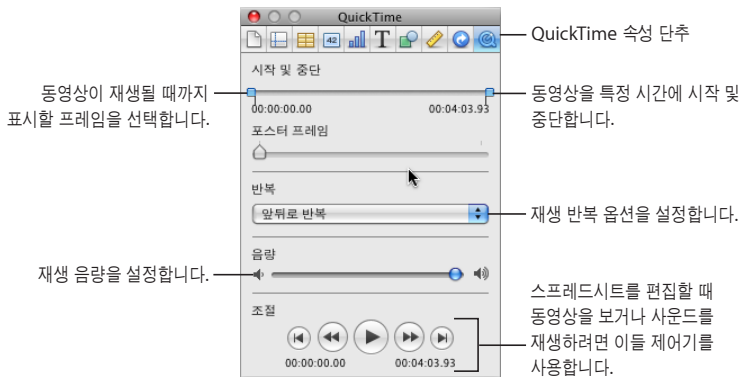 QuickTime
42
T
QuickTime 속성 단추
시작 및 중단
동영상이 재생될 때까지
표시할 프레임을 선택합니다.
00:00:00.00
00:04:03.93
동영상을 특정 시간에 시작 및
중단합니다.
포스터 프레임
반복
앞뒤로 반복
재생 반복 옵션을 설정합니다.
음량
재생 음량을 설정합니다.
조절
00:00:00.00
00:04:03.93
스프레드시트를 편집할 때
동영상을 보거나 사운드를
재생하려면 이들 제어기를
사용합니다.